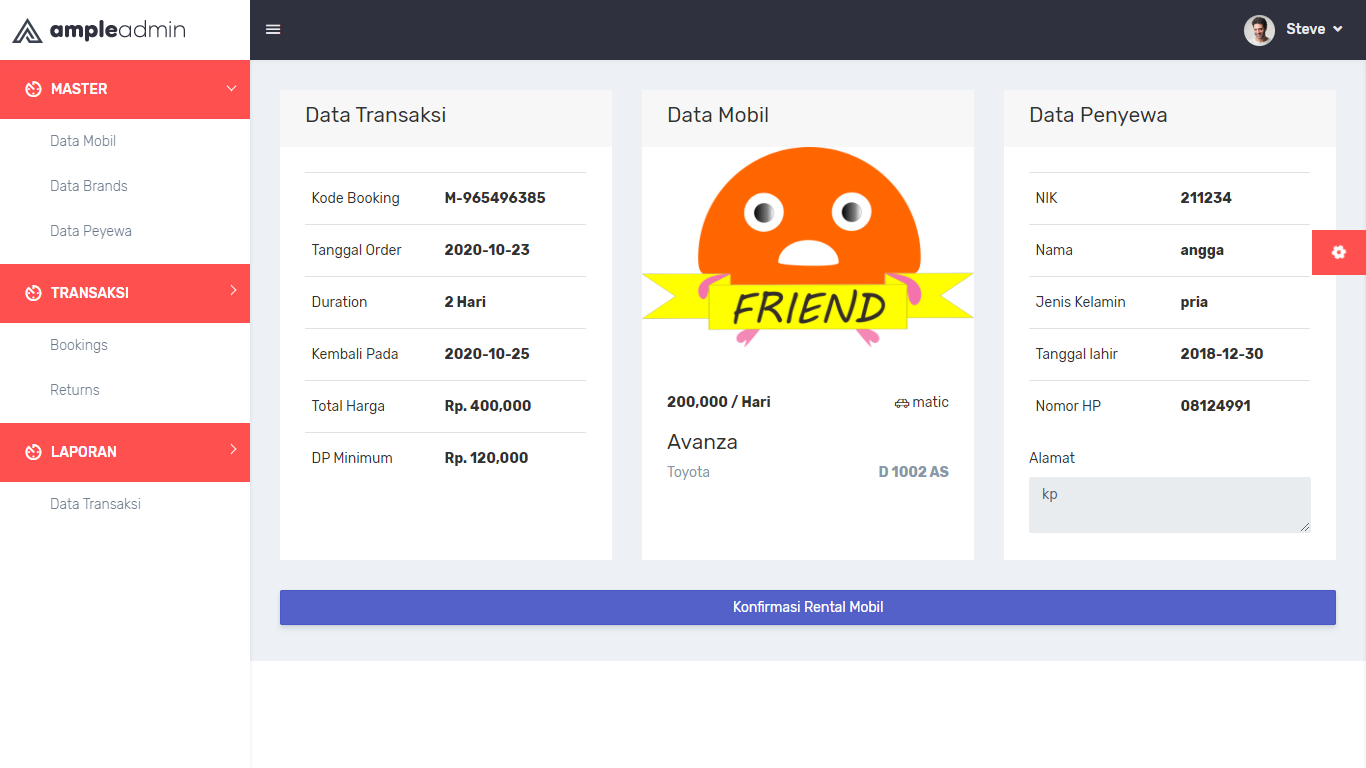 ampleadmin
Steve
MASTER
Data Mobil
Data Brands
Data Peyewa
TRANSAKSI
Bookings
Returns
LAPORAN
Data Transaksi
Data Transaksi
Kode Booking M-965496385
Tanggal Order 2020-10-23
Duration 2 Hari
Kembali Pada 2020-10-25
Total Harga Rp. 400,000
DP Minimum Rp. 120,000
Data Mobil
FRIEND
200,000 / Hari matic
Avanza
Toyota D 1002 AS
Data Penyewa
NIK 211234
Nama angga
Jenis Kelamin pria
Tanggal lahir 2018-12-30
Nomor HP 08124991
Alamat
kp
Konfirmasi Rental Mobil